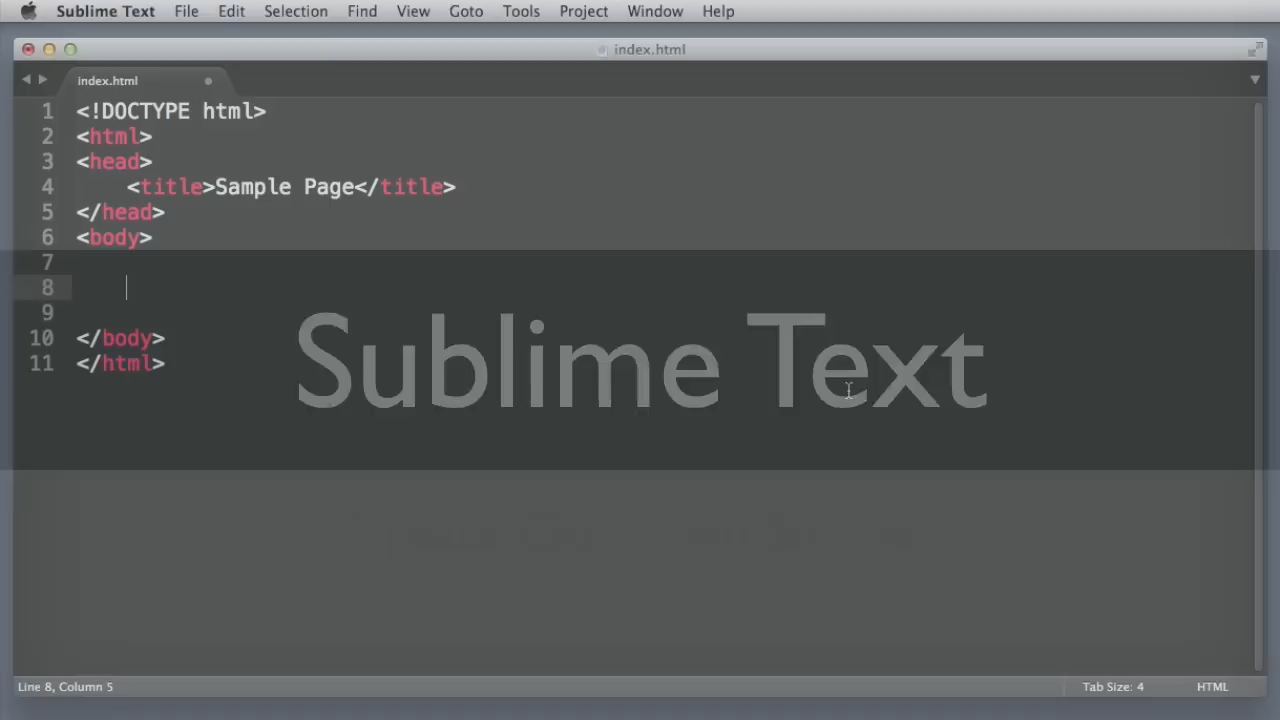 Sublime Text File Edit Selection Find View Goto Tools Project Window Help
index.html
index.html
1 <!DOCTYPE html>
2 <html>
3 <head>
4     <title>Sample Page</title>
5 </head>
6 <body>
7
8
9
10 </body>
11 </html>
Sublime Text
Line 8, Column 5 Tab Size: 4 HTML